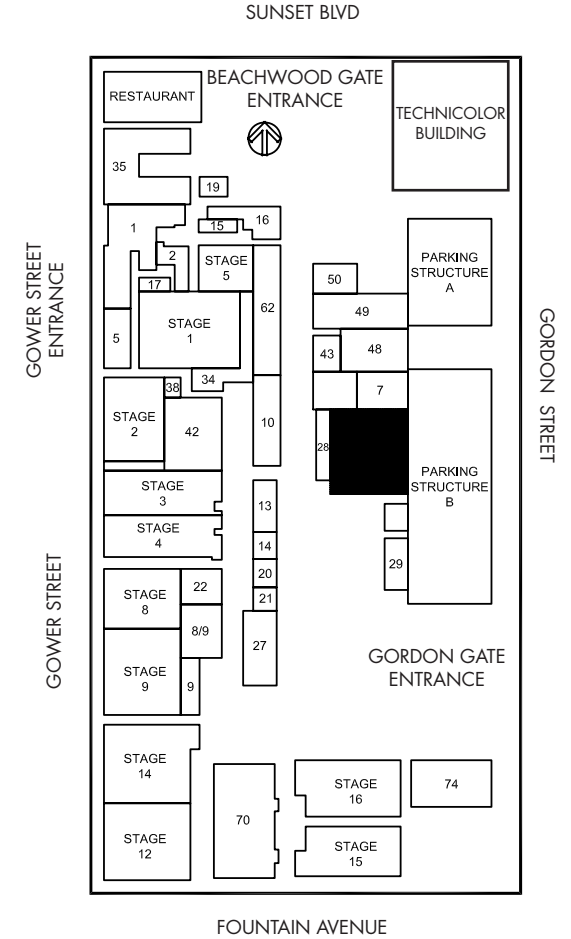 SUNSET BLVD
RESTAURANT
BEACHWOOD GATE
ENTRANCE
TECHNICOLOR
BUILDING
35
19
1
15
16
2
STAGE
5
17
62
PARKING
STRUCTURE
A
50
49
GOWER STREET
ENTRANCE
5
STAGE
1
34
43
48
GORDON STREET
38
STAGE
2
42
10
7
28
PARKING
STRUCTURE
B
STAGE
3
STAGE
4
13
14
20
21
29
GOWER STREET
STAGE
8
22
8/9
27
STAGE
9
9
GORDON GATE
ENTRANCE
STAGE
14
STAGE
12
70
STAGE
16
74
STAGE
15
FOUNTAIN AVENUE